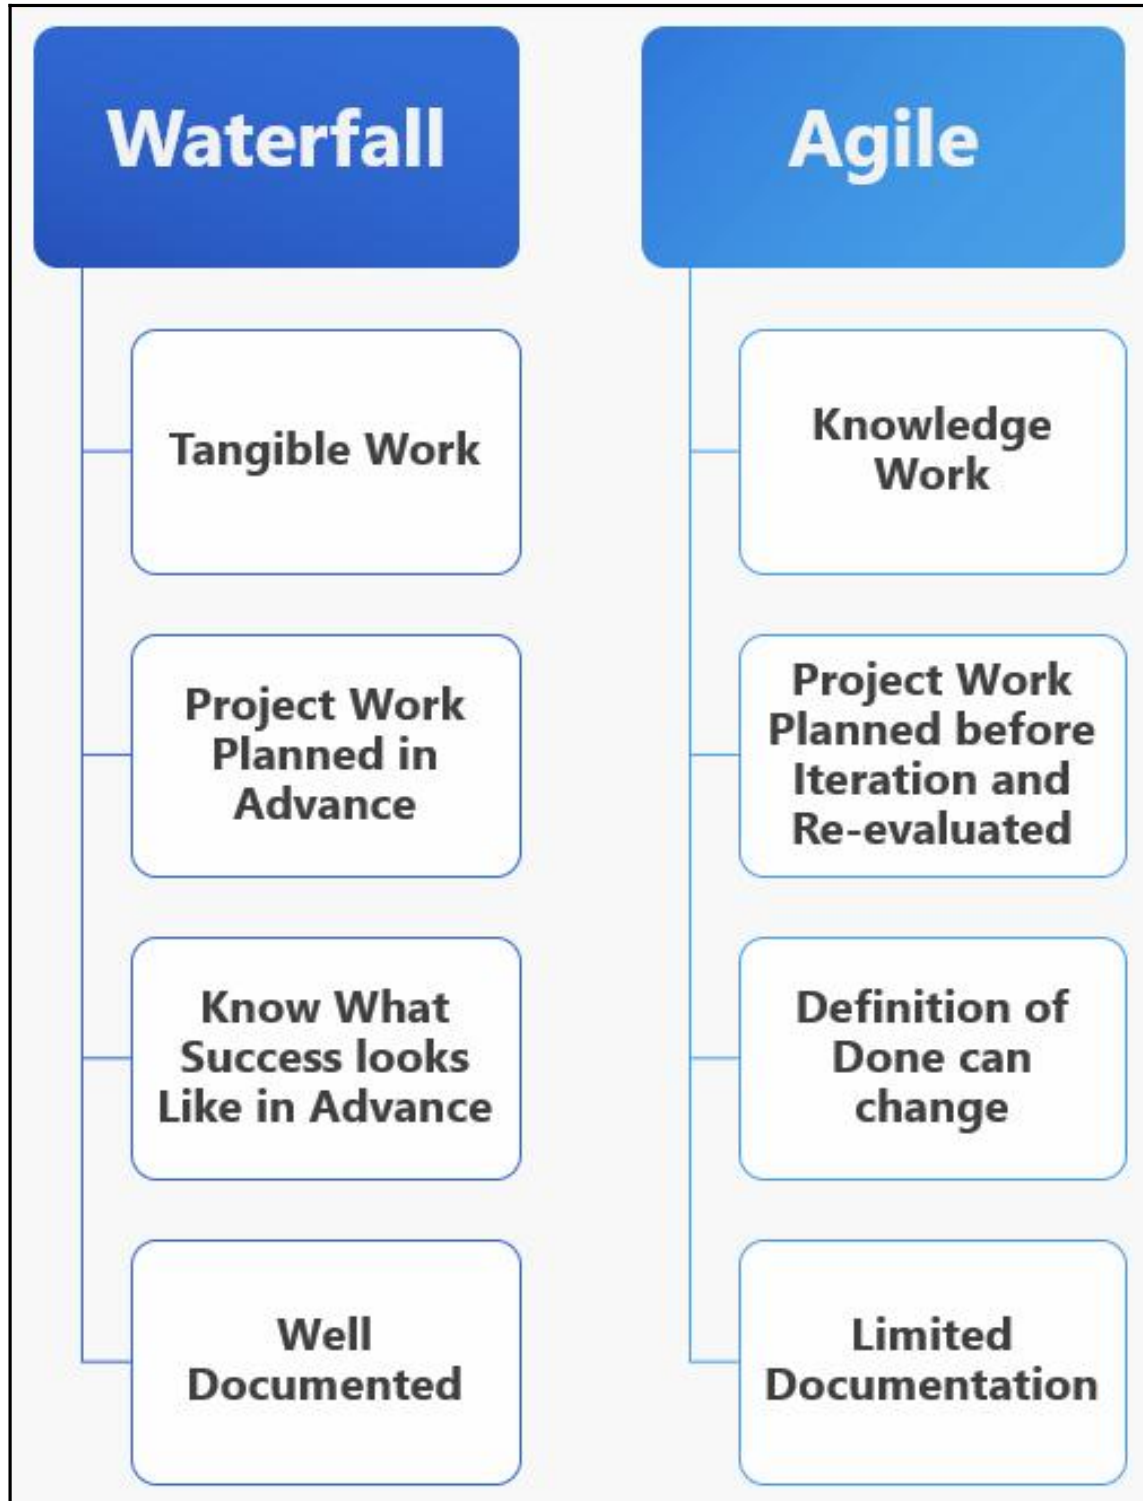 Waterfall
Tangible Work
Project Work
Planned in
Advance
Know What
Success looks
Like in Advance
Well
Documented
Agile
Knowledge
Work
Project Work
Planned before
Iteration and
Re-evaluated
Definition of
Done can
change
Limited
Documentation